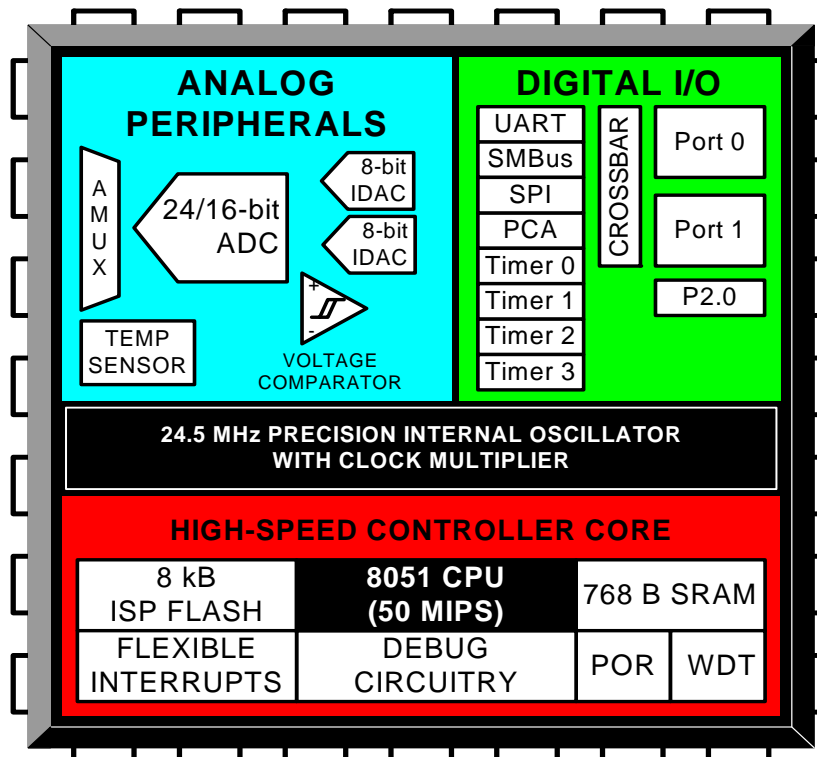 ANALOG
PERIPHERALS
A
M
U
X
24/16-bit
ADC
8-bit
IDAC
8-bit
IDAC
+
-
TEMP
SENSOR
VOLTAGE
COMPARATOR
DIGITAL I/O
UART
SMBus
SPI
PCA
Timer 0
Timer 1
Timer 2
Timer 3
CROSSBAR
Port 0
Port 1
P2.0
24.5 MHz PRECISION INTERNAL OSCILLATOR
WITH CLOCK MULTIPLIER
HIGH-SPEED CONTROLLER CORE
8 kB
ISP FLASH
8051 CPU
(50 MIPS)
768 B SRAM
FLEXIBLE
INTERRUPTS
DEBUG
CIRCUITRY
POR
WDT